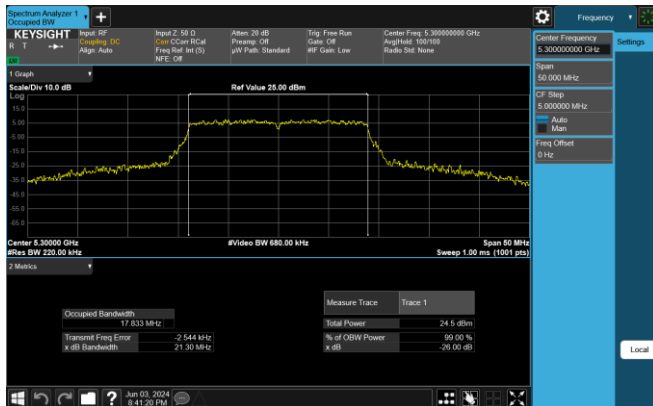 Spectrum Analyzer 1
Occupied BW
Frequency
KEYSIGHT
R T
Input: RF
Coupling: DC
Align: Auto
Input Z: 50 Ω
Corr CCorr RCal
Freq Ref: Int (S)
NFE: Off
Atten: 20 dB
Preamp: Off
µW Path: Standard
Trig: Free Run
Gate: Off
#IF Gain: Low
Center Freq: 5.300000000 GHz
Avg|Hold: 100/100
Radio Std: None
Center Frequency
5.300000000 GHz
Settings
Span
50.000 MHz
CF Step
5.000000 MHz
Auto
Man
Freq Offset
0 Hz
1 Graph
Scale/Div 10.0 dB
Ref Value 25.00 dBm
Log
15.0
5.00
-5.00
-15.0
-25.0
-35.0
-45.0
-55.0
-65.0
Center 5.30000 GHz
#Video BW 680.00 kHz
Span 50 MHz
#Res BW 220.00 kHz
Sweep 1.00 ms (1001 pts)
2 Metrics
Measure Trace
Trace 1
Occupied Bandwidth
17.833 MHz
Total Power
24.5 dBm
Transmit Freq Error
-2.544 kHz
% of OBW Power
99.00 %
x dB Bandwidth
21.30 MHz
x dB
-26.00 dB
Local
Jun 03, 2024
8:41:20 PM